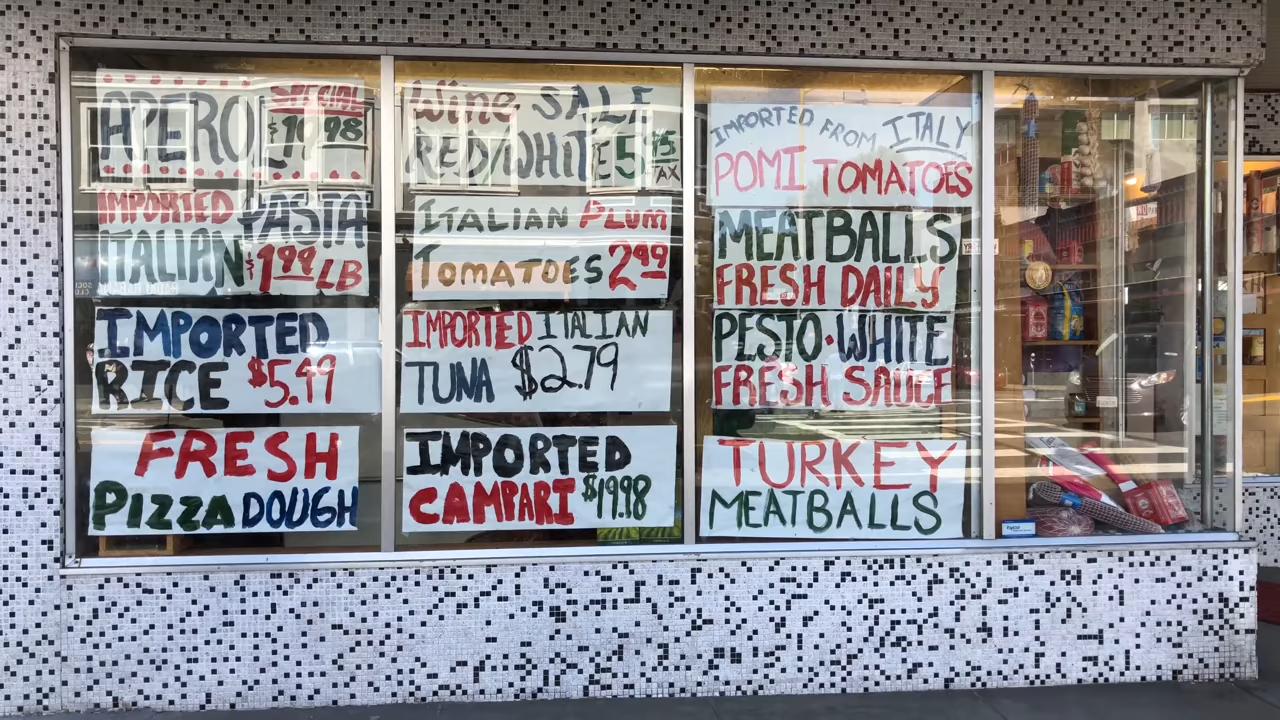 APEROL SPECIAL
$10.98
IMPORTED PASTA
ITALIAN $1.99 LB
IMPORTED
RICE $5.49
FRESH
PIZZA DOUGH
Wine SALE
RED/WHITE 5.95
TAX
ITALIAN PLUM
TOMATOES 2.99
IMPORTED ITALIAN
TUNA $2.79
IMPORTED
CAMPARI $19.98
IMPORTED FROM ITALY
POMI TOMATOES
MEATBALLS
FRESH DAILY
PESTO·WHITE
FRESH SAUCE
TURKEY
MEATBALLS